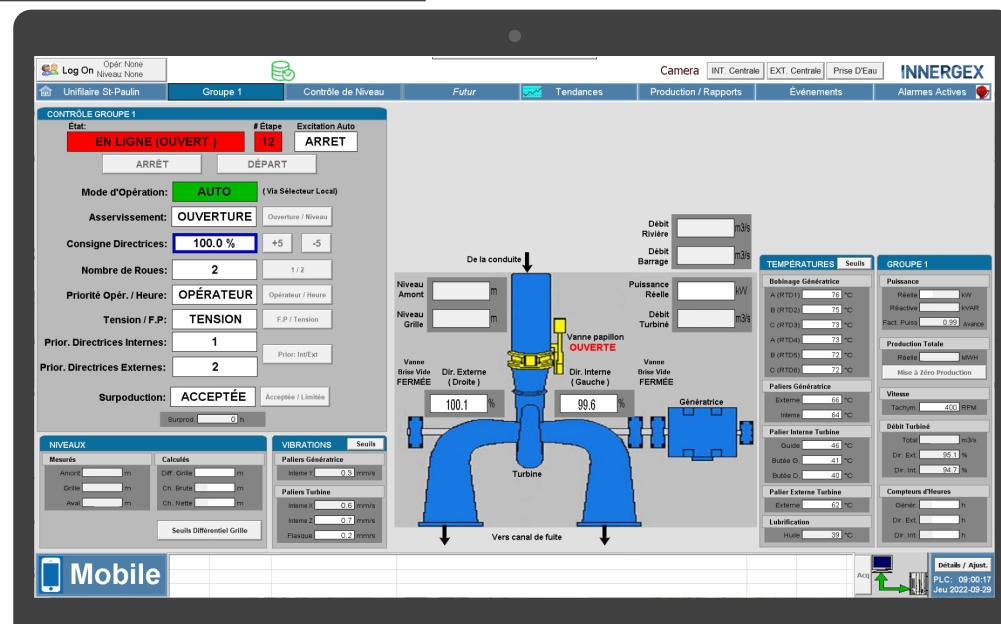 Log On Opér: None
Niveau: None
Camera INT. Centrale EXT. Centrale Prise D'Eau INNERGEX
Unifilaire St-Paulin Groupe 1 Contrôle de Niveau Futur Tendances Production / Rapports Événements Alarmes Actives
CONTRÔLE GROUPE 1
État: # Étape Excitation Auto
EN LIGNE (OUVERT.) 12 ARRET
ARRÊT DÉPART
Mode d'Opération: AUTO ( Via Sélecteur Local)
Asservissement: OUVERTURE Ouverture / Niveau
Consigne Directrices: 100.0 % +5 -5
Nombre de Roues: 2 1 / 2
Priorité Opér. / Heure: OPÉRATEUR Opérateur / Heure
Tension / F.P: TENSION F.P / Tension
Prior. Directrices Internes: 1
Prior: Int/Ext
Prior. Directrices Externes: 2
Surpoduction: ACCEPTÉE Acceptée / Limitée
Surprod. 0 h
NIVEAUX
Mesurés Calculés
Amont m Diff. Grille m
Grille m Ch. Brute m
Aval m Ch. Nette m
Seuils Différentiel Grille
VIBRATIONS Seuils
Paliers Génératrice
Interne Y 0.3 mm/s
Paliers Turbine
Interne X 0.6 mm/s
Interne Z 0.7 mm/s
Flasque 0.2 mm/s
Débit
Rivière m3/s
Débit
Barrage m3/s
De la conduite
Niveau
Amont m
Puissance
Réelle kW
Niveau
Grille m
Débit
Turbiné m3/s
Vanne papillon
OUVERTE
Vanne
Brise Vide
FERMÉE
Dir. Externe
( Droite )
100.1 %
Dir. Interne
( Gauche )
99.6 %
Vanne
Brise Vide
FERMÉE
Génératrice
Turbine
Vers canal de fuite
TEMPÉRATURES Seuils
Bobinage Génératrice
A (RTD1) 76 °C
B (RTD2) 75 °C
C (RTD3) 73 °C
A (RTD4) 73 °C
B (RTD5) 72 °C
C (RTD6) 72 °C
Paliers Génératrice
Externe 66 °C
Interne 64 °C
Palier Interne Turbine
Guide 46 °C
Butée G. 41 °C
Butée D. 40 °C
Palier Externe Turbine
Externe 62 °C
Lubrification
Huile 39 °C
GROUPE 1
Puissance
Réelle kW
Réactive kVAR
Fact. Puiss 0.99 Avance
Production Totale
Réelle MWH
Mise à Zéro Production
Vitesse
Tachym. 400 RPM
Débit Turbiné
Total m3/s
Dir. Ext. 95.1 %
Dir. Int. 94.7 %
Compteurs d'Heures
Génér. h
Dir. Ext. h
Dir. Int. h
Mobile
Acq
Détails / Ajust.
PLC: 09:00:17
Jeu 2022-09-29